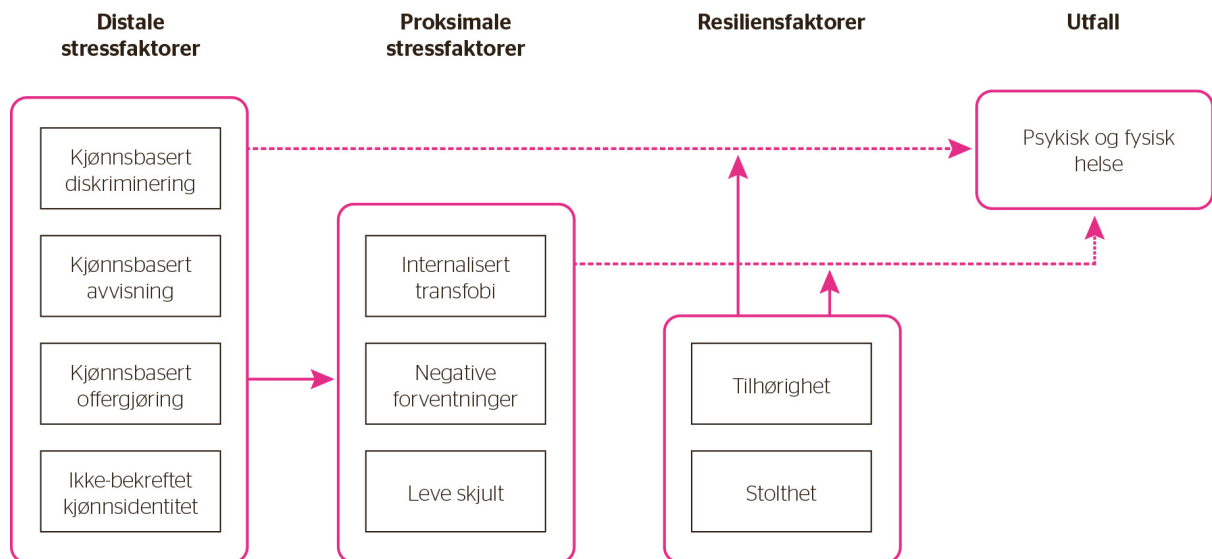 Distale
stressfaktorer
Proksimale
stressfaktorer
Resiliensfaktorer
Utfall
Kjønnsbasert
diskriminering
Kjønnsbasert
avvisning
Kjønnsbasert
offergjøring
Ikke-bekreftet
kjønnsidentitet
Internalisert
transfobi
Negative
forventninger
Leve skjult
Tilhørighet
Stolthet
Psykisk og fysisk
helse